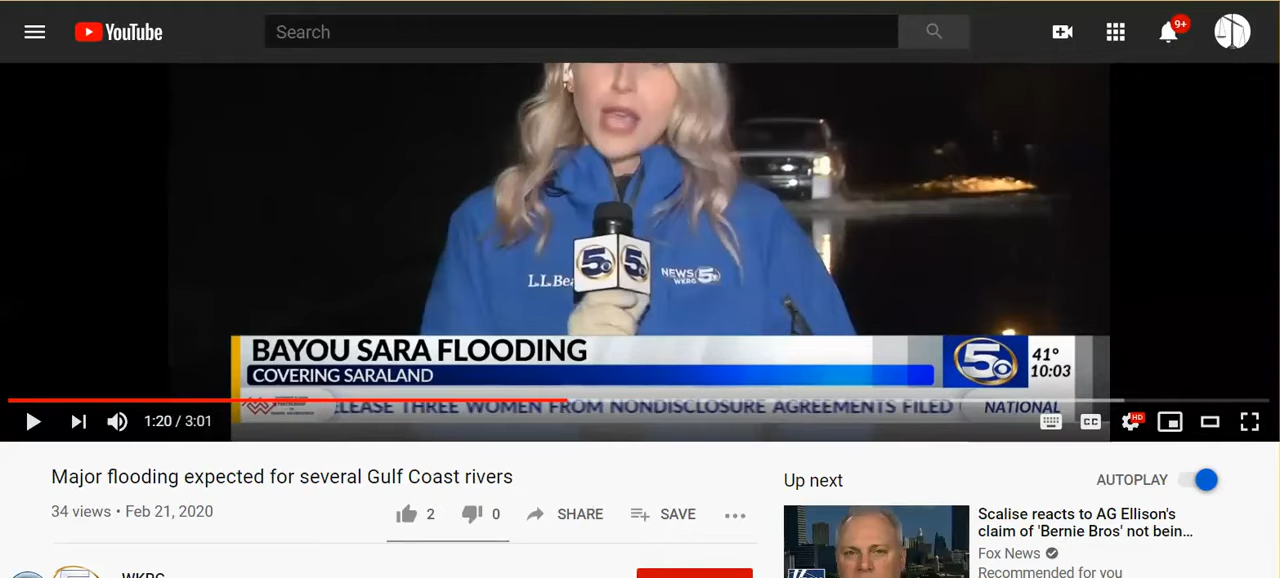 YouTube
Search
9+
5 5
L.L.Bea
NEWS 5
WKRG
BAYOU SARA FLOODING
COVERING SARALAND
5
41°
10:03
LEASE THREE WOMEN FROM NONDISCLOSURE AGREEMENTS FILED
NATIONAL
1:20 / 3:01
CC
HD
Major flooding expected for several Gulf Coast rivers
34 views • Feb 21, 2020
2
0
SHARE
SAVE
Up next
AUTOPLAY
Scalise reacts to AG Ellison's
claim of 'Bernie Bros' not bein...
Fox News
Recommended for you
WKRG